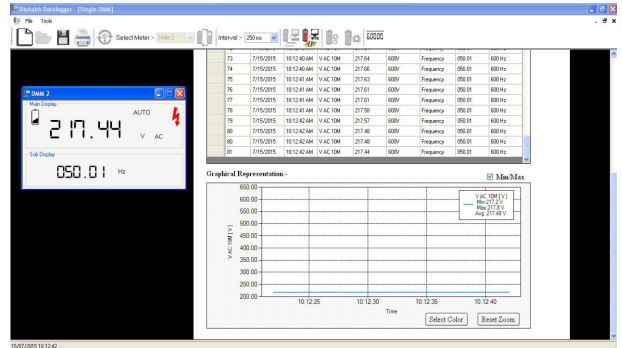 Rishabh Datalogger - [Single DMM]
File Tools
Select Meter :- DMM 2 Interval :- 250 ms 60000
73 7/15/2015 10:12:40 AM V AC 10M 217.64 600V Frequency 050.01 600 Hz
74 7/15/2015 10:12:40 AM V AC 10M 217.66 600V Frequency 050.01 600 Hz
75 7/15/2015 10:12:41 AM V AC 10M 217.63 600V Frequency 050.01 600 Hz
76 7/15/2015 10:12:41 AM V AC 10M 217.61 600V Frequency 050.01 600 Hz
77 7/15/2015 10:12:41 AM V AC 10M 217.61 600V Frequency 050.01 600 Hz
78 7/15/2015 10:12:41 AM V AC 10M 217.58 600V Frequency 050.01 600 Hz
79 7/15/2015 10:12:42 AM V AC 10M 217.57 600V Frequency 050.01 600 Hz
80 7/15/2015 10:12:42 AM V AC 10M 217.48 600V Frequency 050.01 600 Hz
80 7/15/2015 10:12:42 AM V AC 10M 217.48 600V Frequency 050.01 600 Hz
81 7/15/2015 10:12:42 AM V AC 10M 217.44 600V Frequency 050.01 600 Hz
DMM 2
Main Display
AUTO
217.44 V AC
Sub Display
050.01 Hz
Graphical Representation:-
Min/Max
650.00
600.00
550.00
500.00
450.00
400.00
350.00
300.00
250.00
200.00
V AC 10M [ V ]
V AC 10M [ V ]
Min:217.2 V
Max:217.8 V
Avg.:217.48 V
10:12:25 10:12:30 10:12:35 10:12:40
Time
Select Color Reset Zoom
15/07/2015 10:12:42